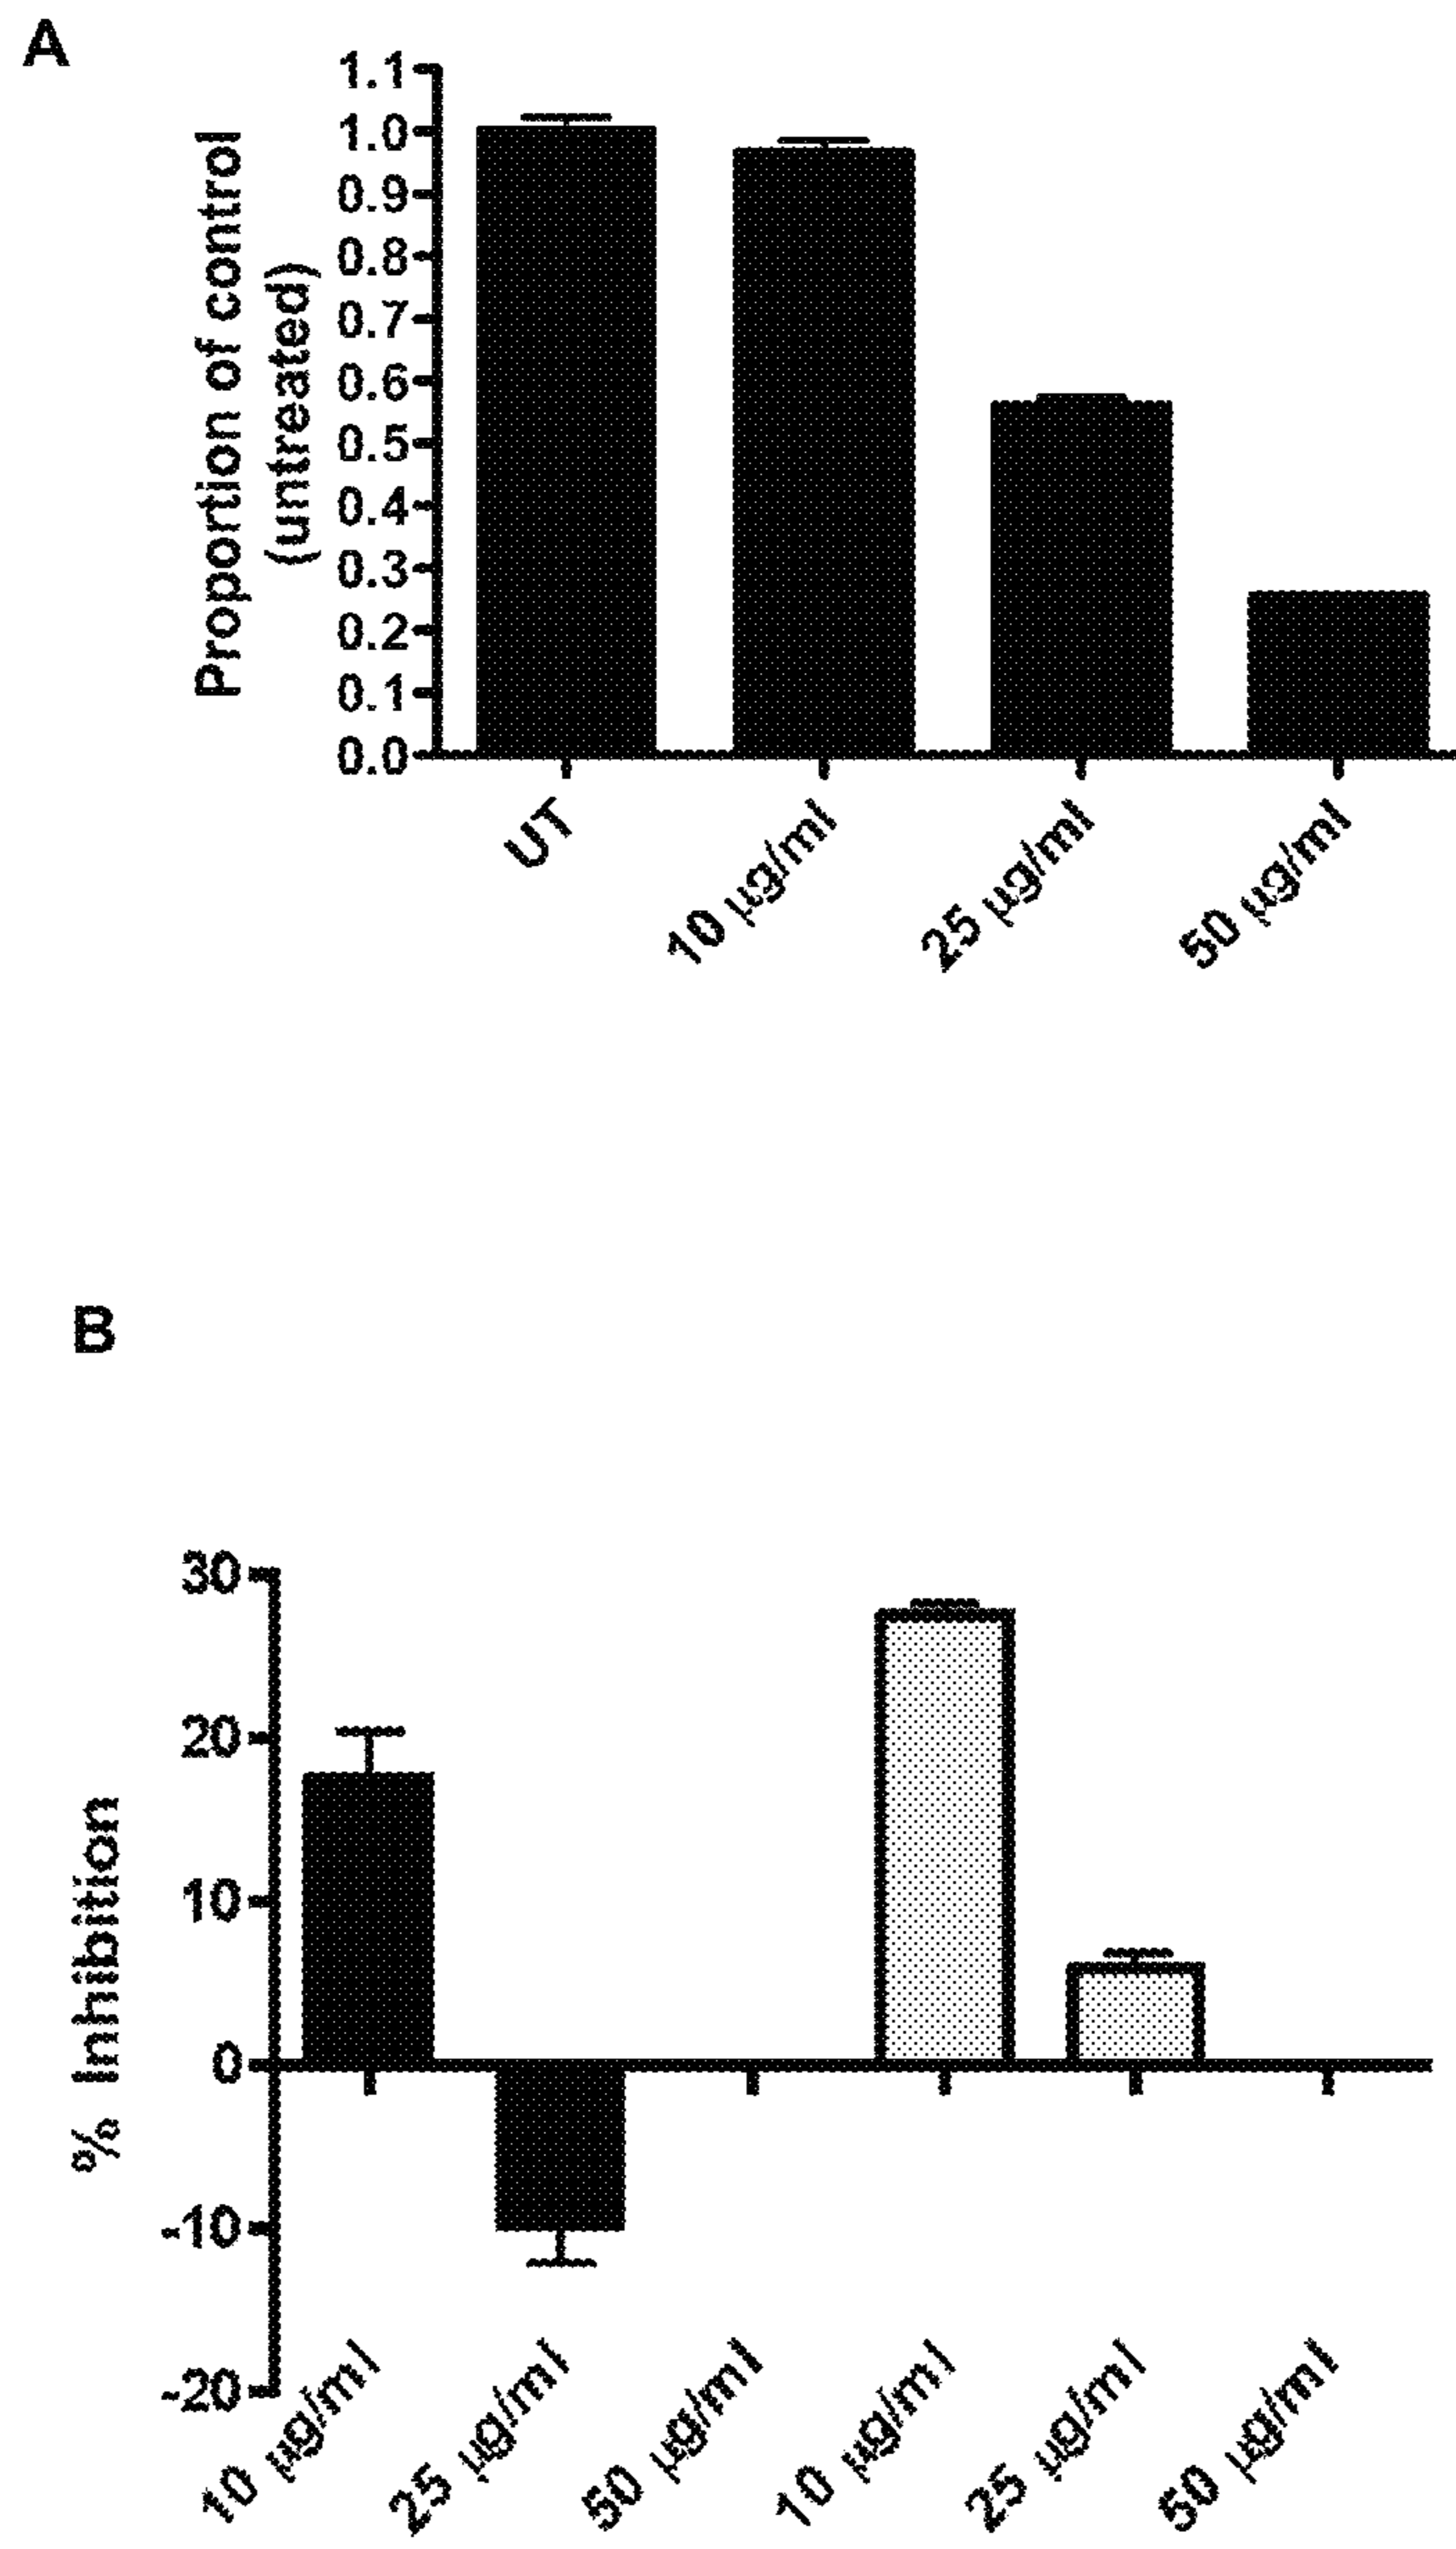 A
Proportion of control
(untreated)
1.1
1.0
0.9
0.8
0.7
0.6
0.5
0.4
0.3
0.2
0.1
0.0
UT
10 µg/ml
25 µg/ml
50 µg/ml
B
% Inhibition
30
20
10
0
-10
-20
10 µg/ml
25 µg/ml
50 µg/ml
10 µg/ml
25 µg/ml
50 µg/ml